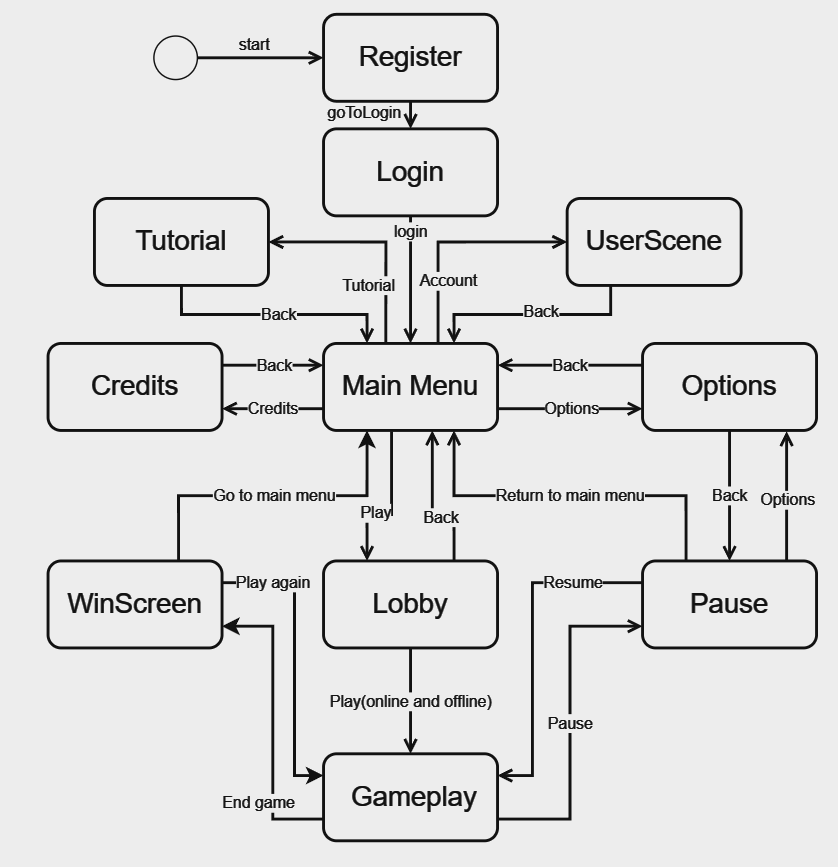 start
Register
goToLogin
Login
login
Tutorial
UserScene
Tutorial
Account
Back
Back
Credits
Back
Main Menu
Back
Options
Credits
Options
Go to main menu
Play
Back
Return to main menu
Back
Options
WinScreen
Play again
Lobby
Resume
Pause
Play(online and offline)
Pause
End game
Gameplay